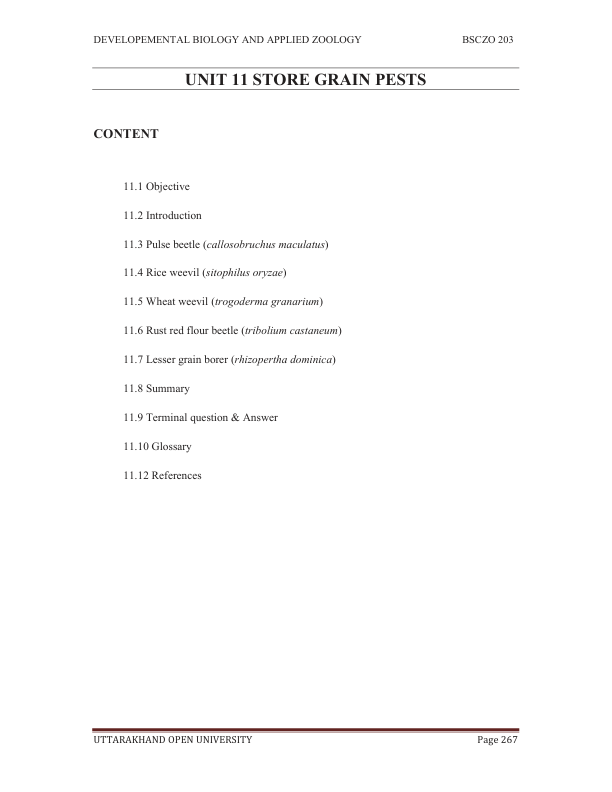 DEVELOPEMENTAL BIOLOGY AND APPLIED ZOOLOGY BSCZO 203
UNIT 11 STORE GRAIN PESTS
CONTENT
11.1 Objective
11.2 Introduction
11.3 Pulse beetle (callosobruchus maculatus)
11.4 Rice weevil (sitophilus oryzae)
11.5 Wheat weevil (trogoderma granarium)
11.6 Rust red flour beetle (tribolium castaneum)
11.7 Lesser grain borer (rhizopertha dominica)
11.8 Summary
11.9 Terminal question & Answer
11.10 Glossary
11.12 References
UTTARAKHAND OPEN UNIVERSITY Page 267